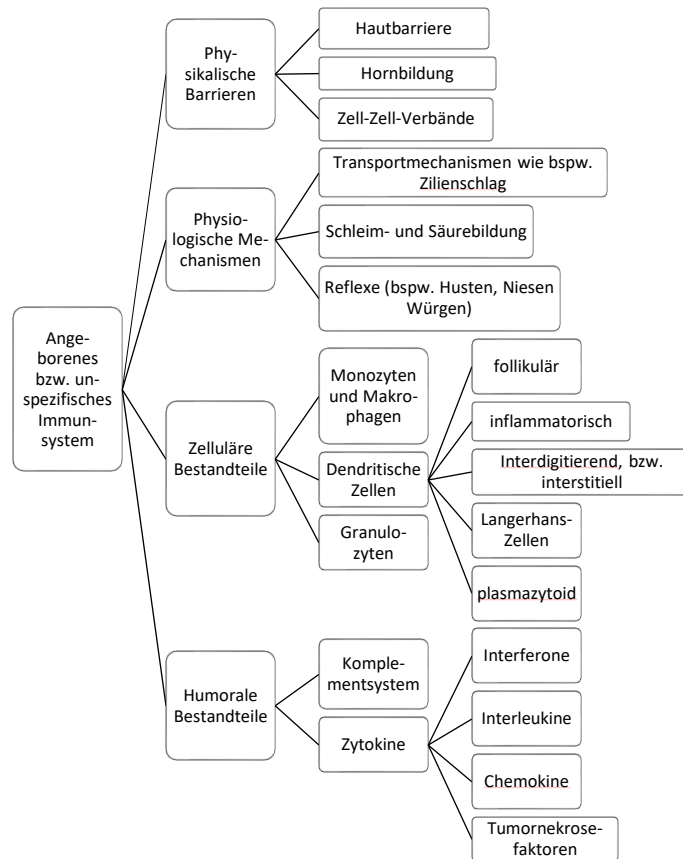 Ange-
borenes
bzw. un-
spezifisches
Immun-
system
Phy-
sikalische
Barrieren
Hautbarriere
Hornbildung
Zell-Zell-Verbände
Physio-
logische Me-
chanismen
Transportmechanismen wie bspw.
Zilienschlag
Schleim- und Säurebildung
Reflexe (bspw. Husten, Niesen
Würgen)
Zelluläre
Bestandteile
Monozyten
und Makro-
phagen
Dendritische
Zellen
follikulär
inflammatorisch
Interdigitierend, bzw.
interstitiell
Langerhans-
Zellen
plasmazytoid
Granulo-
zyten
Humorale
Bestandteile
Komple-
mentsystem
Zytokine
Interferone
Interleukine
Chemokine
Tumornekrose-
faktoren